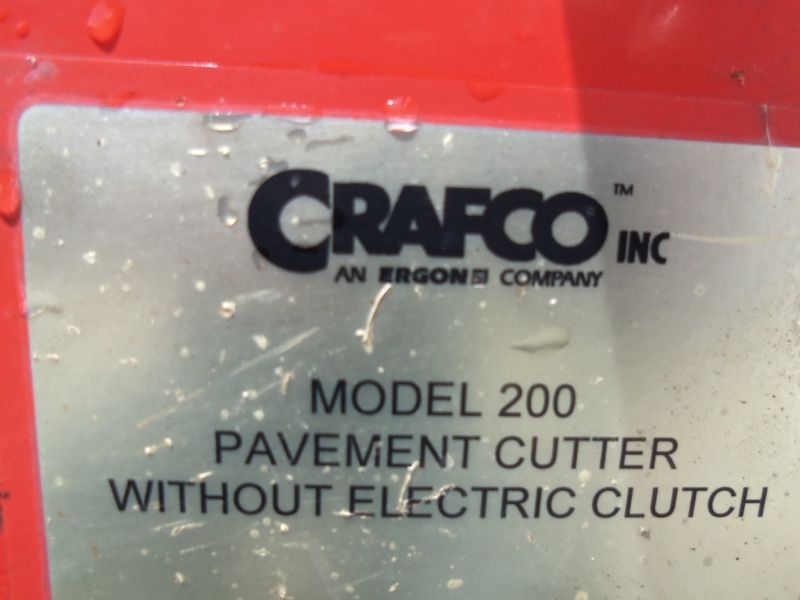 CRAFCO™ INC
AN ERGON COMPANY
MODEL 200
PAVEMENT CUTTER
WITHOUT ELECTRIC CLUTCH